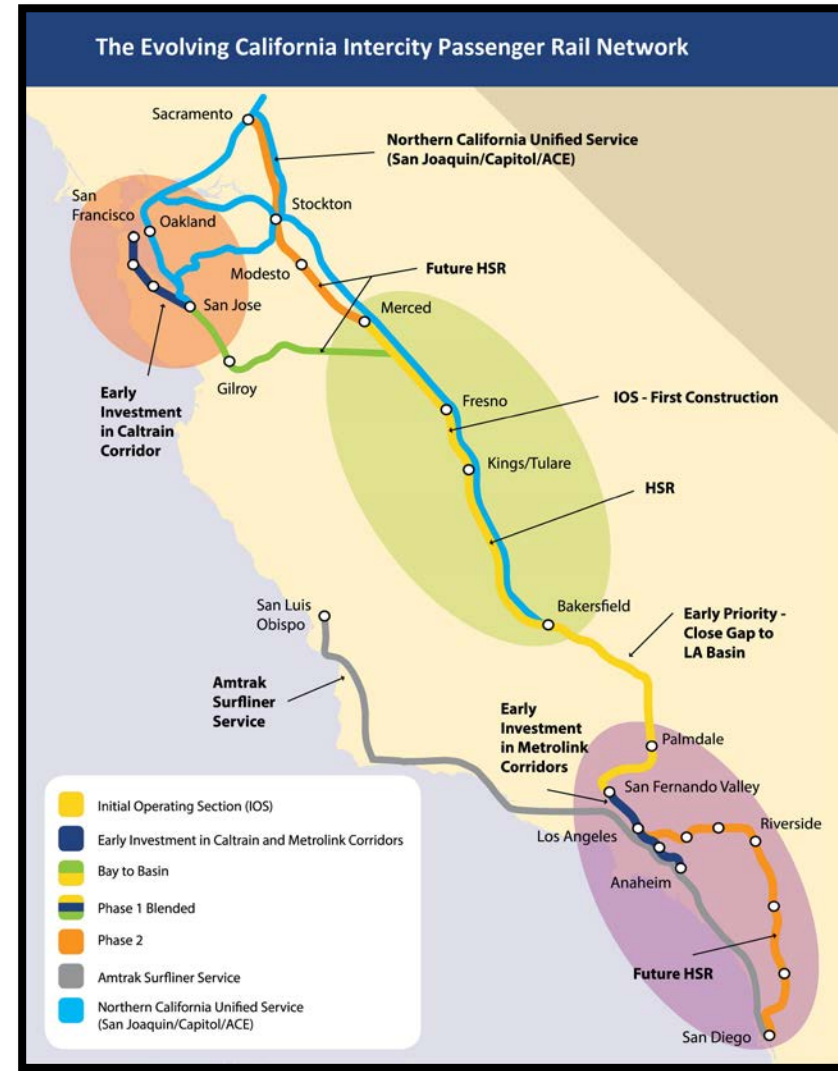 The Evolving California Intercity Passenger Rail Network
Sacramento
Northern California Unified Service
(San Joaquin/Capitol/ACE)
San
Francisco
Oakland
Stockton
Modesto
Future HSR
San Jose
Merced
Gilroy
Early
Investment
in Caltrain
Corridor
Fresno
IOS - First Construction
Kings/Tulare
HSR
San Luis
Obispo
Bakersfield
Early Priority -
Close Gap to
LA Basin
Amtrak
Surfliner
Service
Early
Investment
in Metrolink
Corridors
Palmdale
San Fernando Valley
Los Angeles
Riverside
Anaheim
Future HSR
San Diego
Initial Operating Section (IOS)
Early Investment in Caltrain and Metrolink Corridors
Bay to Basin
Phase 1 Blended
Phase 2
Amtrak Surfliner Service
Northern California Unified Service
(San Joaquin/Capitol/ACE)